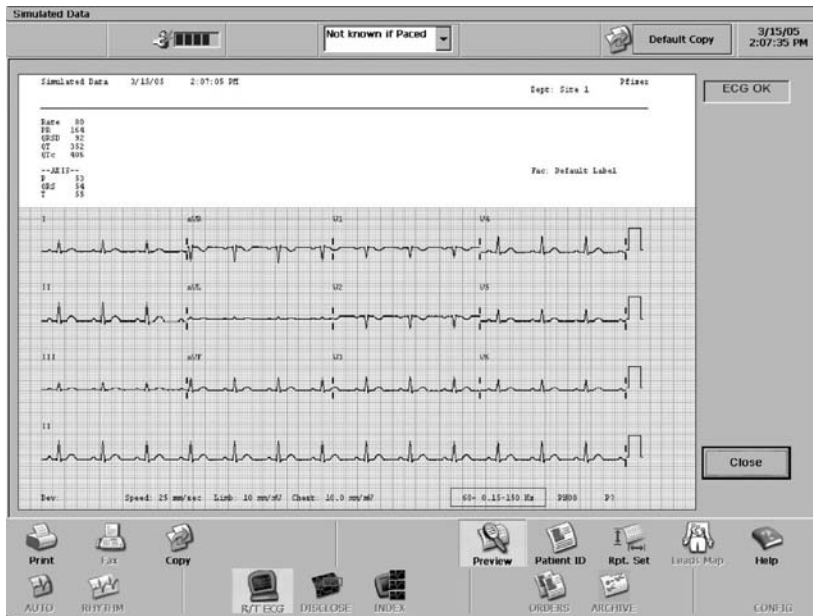 Simulated Data
Not known if Paced
Default Copy
3/15/05
2:07:35 PM
Simulated Data 3/15/05 2:07:05 PM
Dept: Site 1
Pfizer
ECG OK
Rate 80
PR 164
QRSD 92
QT 352
QTc 405
--AXIS--
P 53
QRS 54
T 55
Fac: Default Label
I aVR V1 V4
II aVL V2 V5
III aVF V3 V6
II
Close
Dev: Speed: 25 mm/sec Limb: 10 mm/mV Chest: 10.0 mm/mV 60~ 0.15-150 Hz PH08 P?
Print Fax Copy Preview Patient ID Rpt. Set Leads Map Help
AUTO RHYTHM R/T ECG DISCLOSE INDEX ORDERS ARCHIVE CONFIG